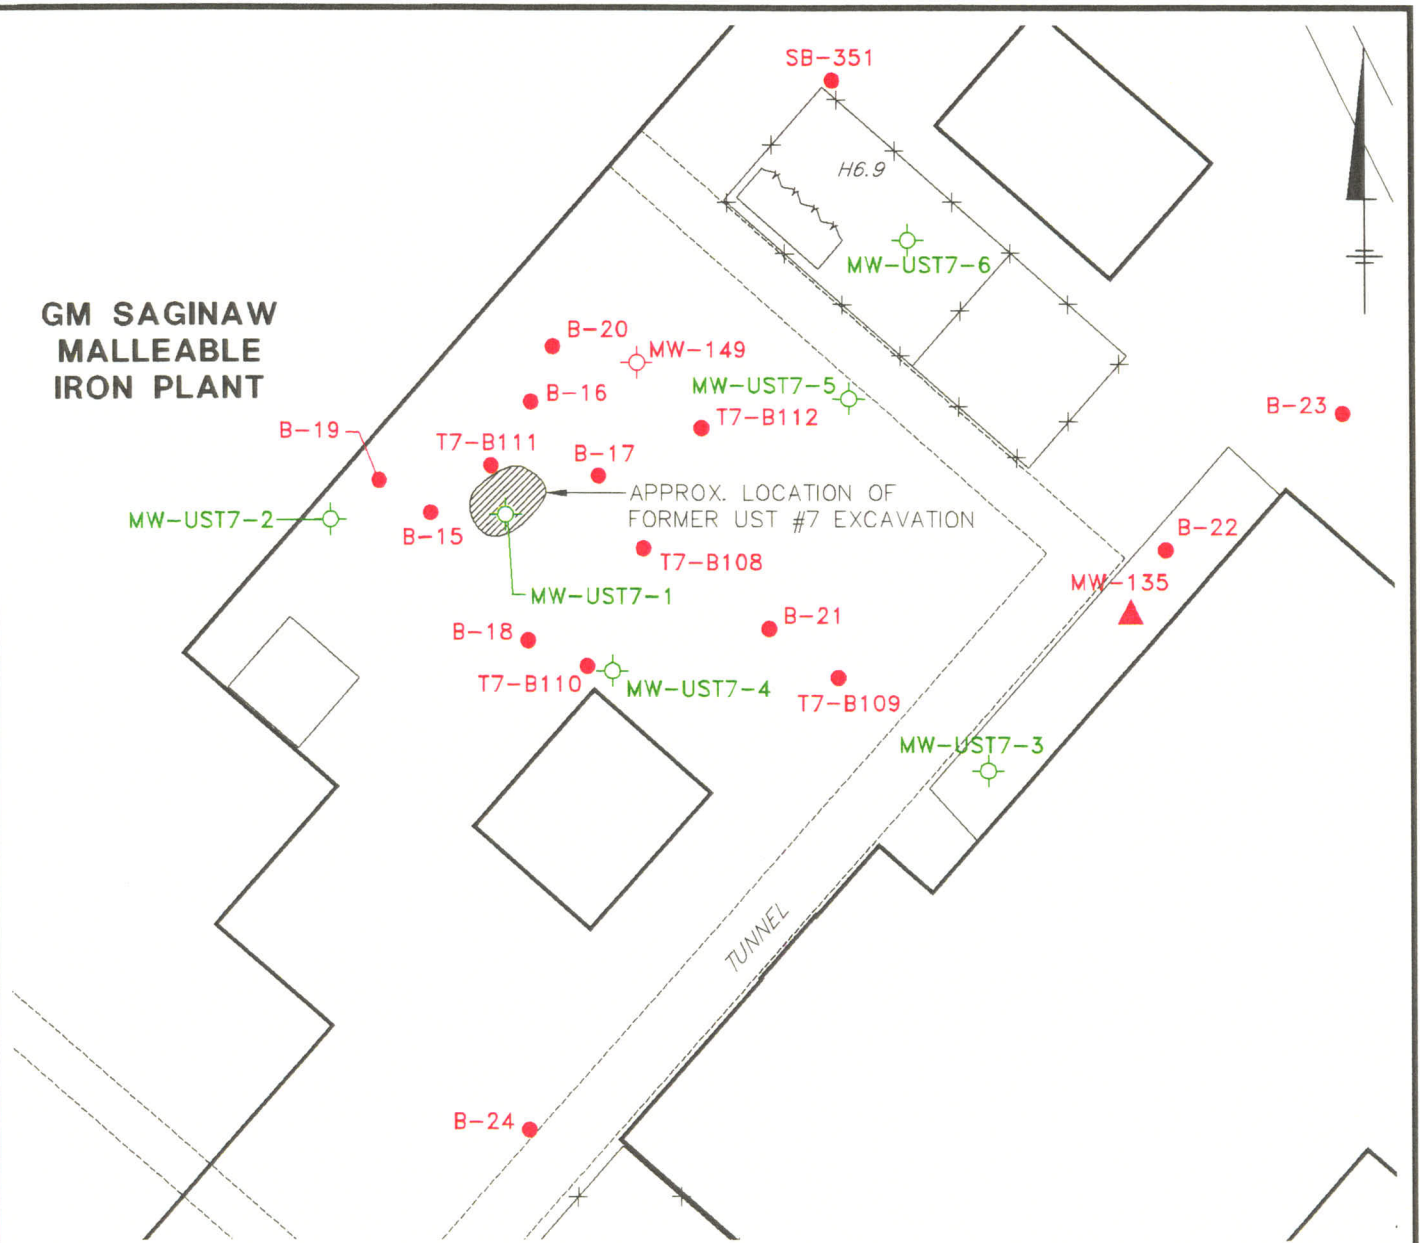 SB-351
H6.9
MW-UST7-6
GM SAGINAW
MALLEABLE
IRON PLANT
B-20
MW-149
MW-UST7-5
B-16
T7-B112
B-23
B-19
T7-B111
B-17
APPROX. LOCATION OF
FORMER UST #7 EXCAVATION
MW-UST7-2
B-15
B-22
T7-B108
MW-135
MW-UST7-1
B-21
B-18
T7-B110
MW-UST7-4
T7-B109
MW-UST7-3
TUNNEL
B-24